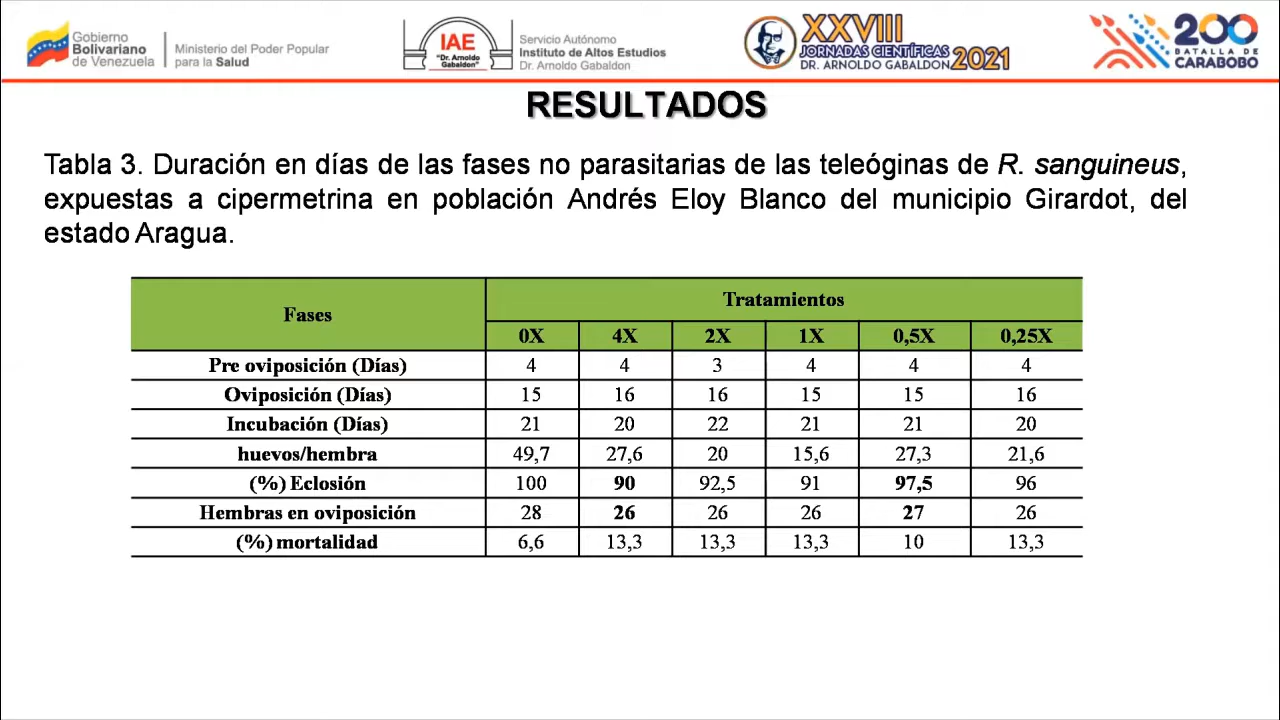 Gobierno
Bolivariano
de Venezuela
Ministerio del Poder Popular
para la Salud
IAE
"Dr. Arnoldo
Gabaldon"
Servicio Autónomo
Instituto de Altos Estudios
Dr. Arnoldo Gabaldon
XXVIII
JORNADAS CIENTÍFICAS
DR. ARNOLDO GABALDON 2021
200
BATALLA DE
CARABOBO
RESULTADOS
Tabla 3. Duración en días de las fases no parasitarias de las teleóginas de R. sanguineus,
expuestas a cipermetrina en población Andrés Eloy Blanco del municipio Girardot, del
estado Aragua.
Fases Tratamientos
0X 4X 2X 1X 0,5X 0,25X
Pre oviposición (Días) 4 4 3 4 4 4
Oviposición (Días) 15 16 16 15 15 16
Incubación (Días) 21 20 22 21 21 20
huevos/hembra 49,7 27,6 20 15,6 27,3 21,6
(%) Eclosión 100 90 92,5 91 97,5 96
Hembras en oviposición 28 26 26 26 27 26
(%) mortalidad 6,6 13,3 13,3 13,3 10 13,3